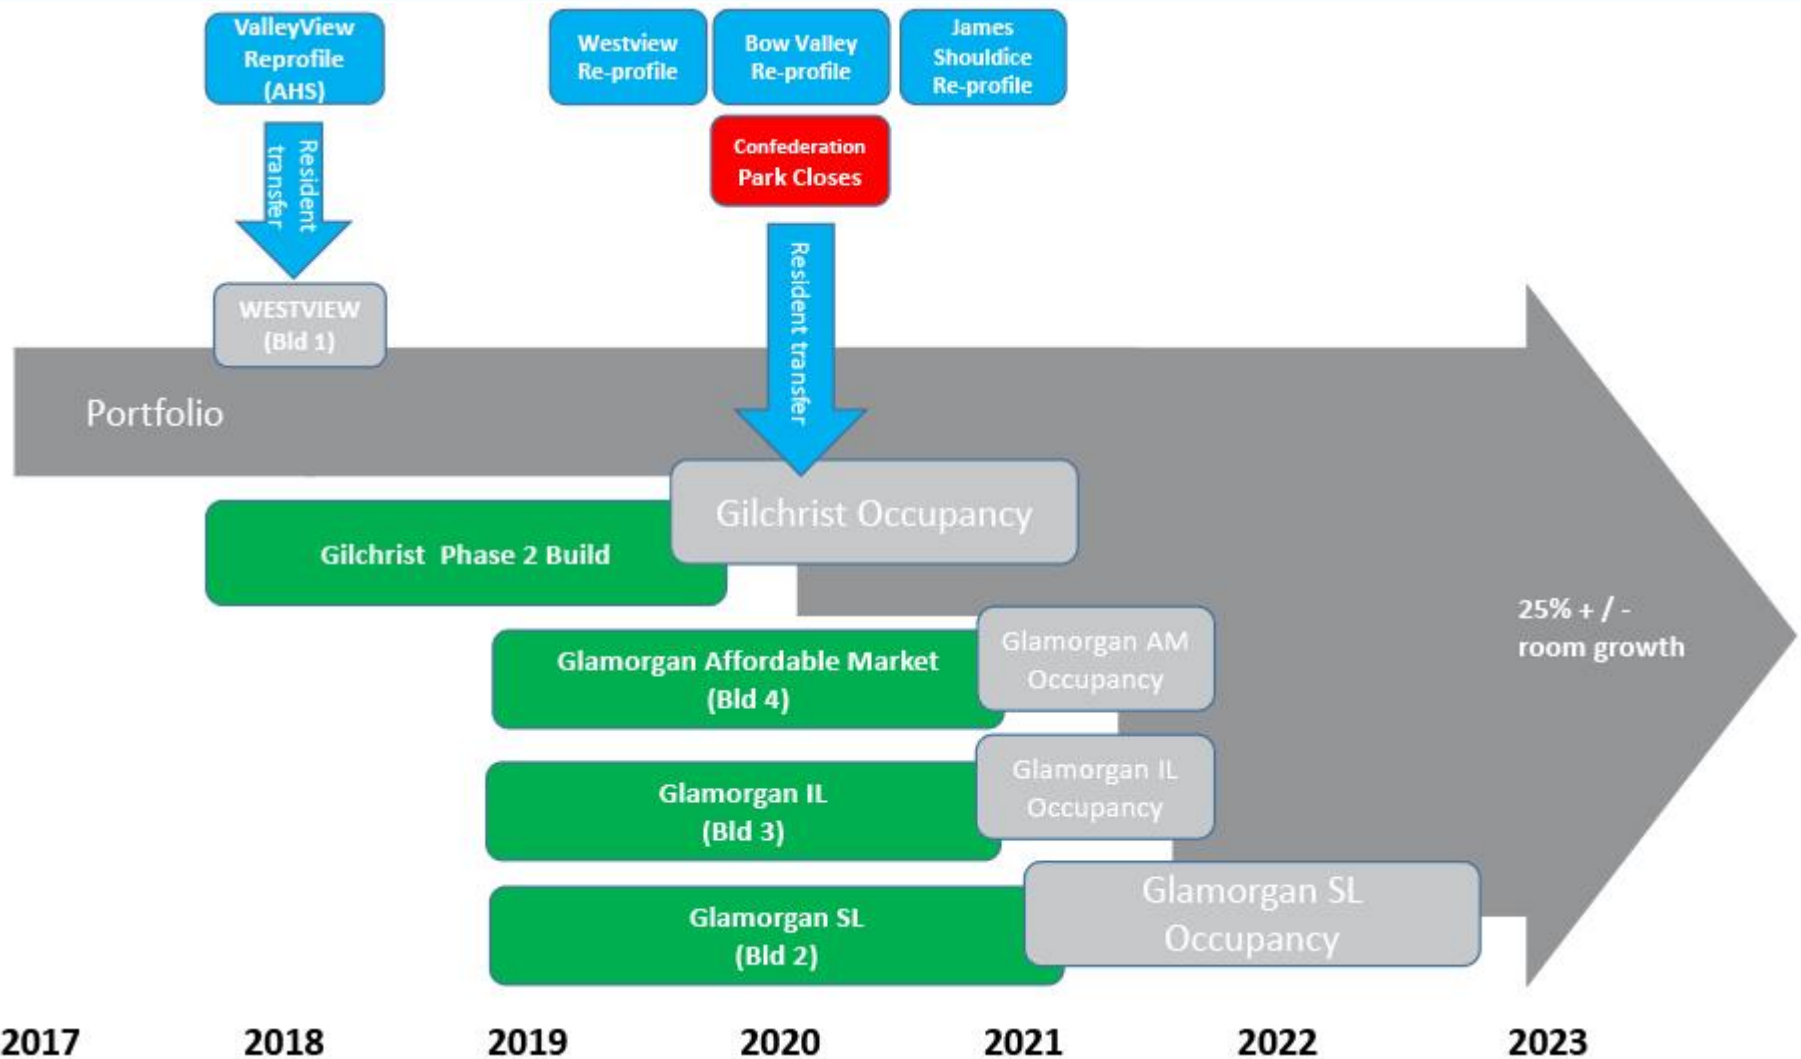 ValleyView
Reprofile
(AHS)
Westview
Re-profile
Bow Valley
Re-profile
James
Shouldice
Re-profile
Confederation
Park Closes
Resident
transfer
Resident transfer
WESTVIEW
(Bld 1)
Portfolio
Gilchrist Occupancy
Gilchrist Phase 2 Build
25% + / -
room growth
Glamorgan Affordable Market
(Bld 4)
Glamorgan AM
Occupancy
Glamorgan IL
(Bld 3)
Glamorgan IL
Occupancy
Glamorgan SL
(Bld 2)
Glamorgan SL
Occupancy
2017 2018 2019 2020 2021 2022 2023